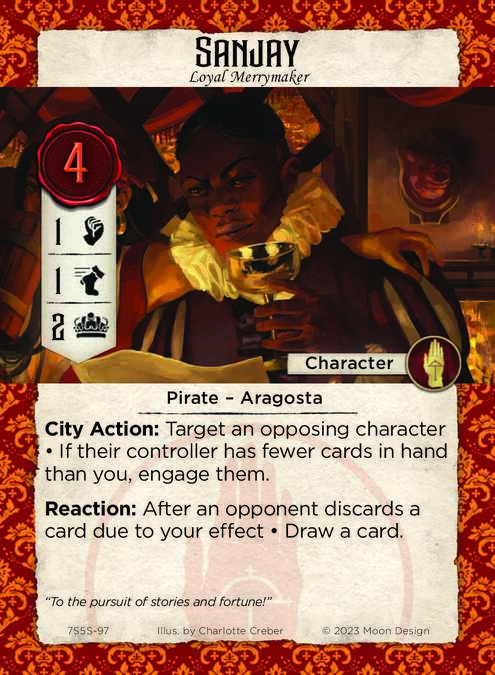 Sanjay
Loyal Merrymaker
4
1
1
2
Character
Pirate – Aragosta
City Action: Target an opposing character
• If their controller has fewer cards in hand
than you, engage them.
Reaction: After an opponent discards a
card due to your effect • Draw a card.
“To the pursuit of stories and fortune!”
7S5S-97 Illus. by Charlotte Creber © 2023 Moon Design